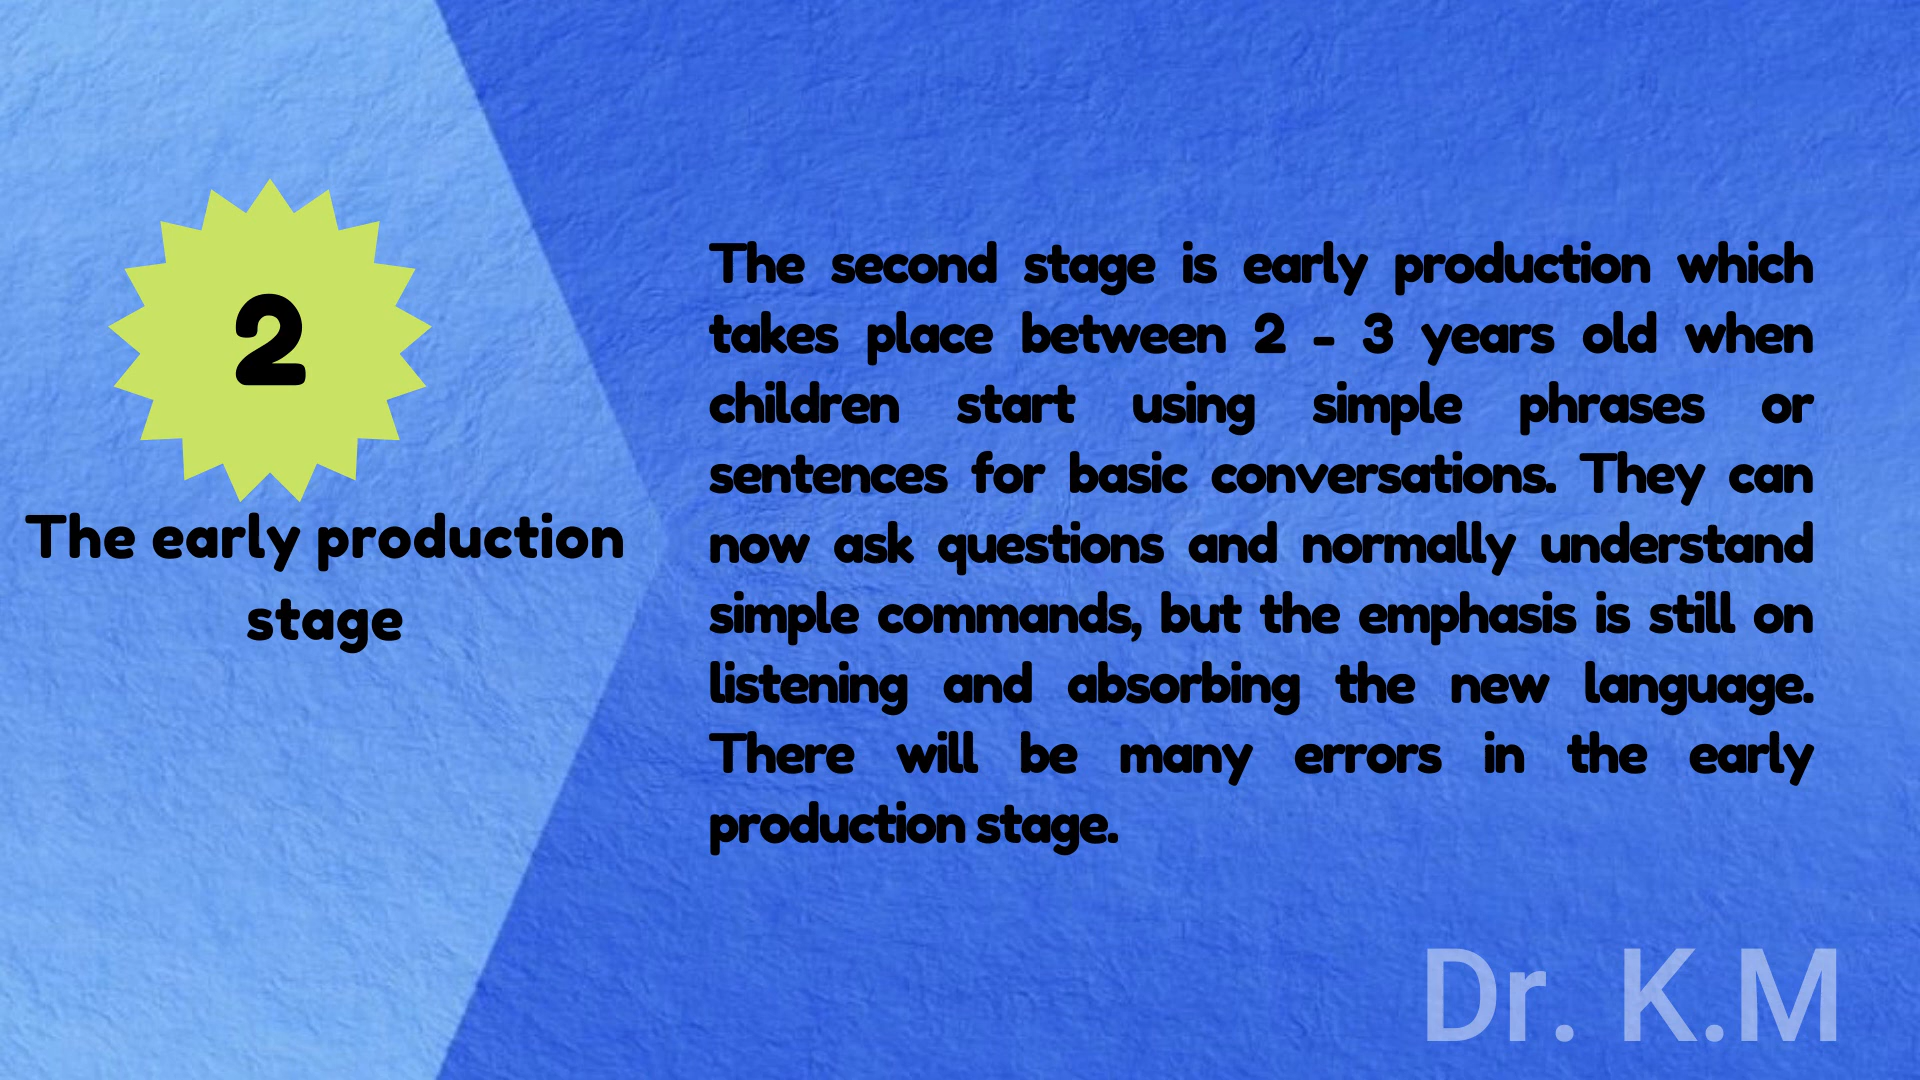 2
The early production
stage
The second stage is early production which
takes place between 2 - 3 years old when
children start using simple phrases or
sentences for basic conversations. They can
now ask questions and normally understand
simple commands, but the emphasis is still on
listening and absorbing the new language.
There will be many errors in the early
production stage.
Dr. K.M